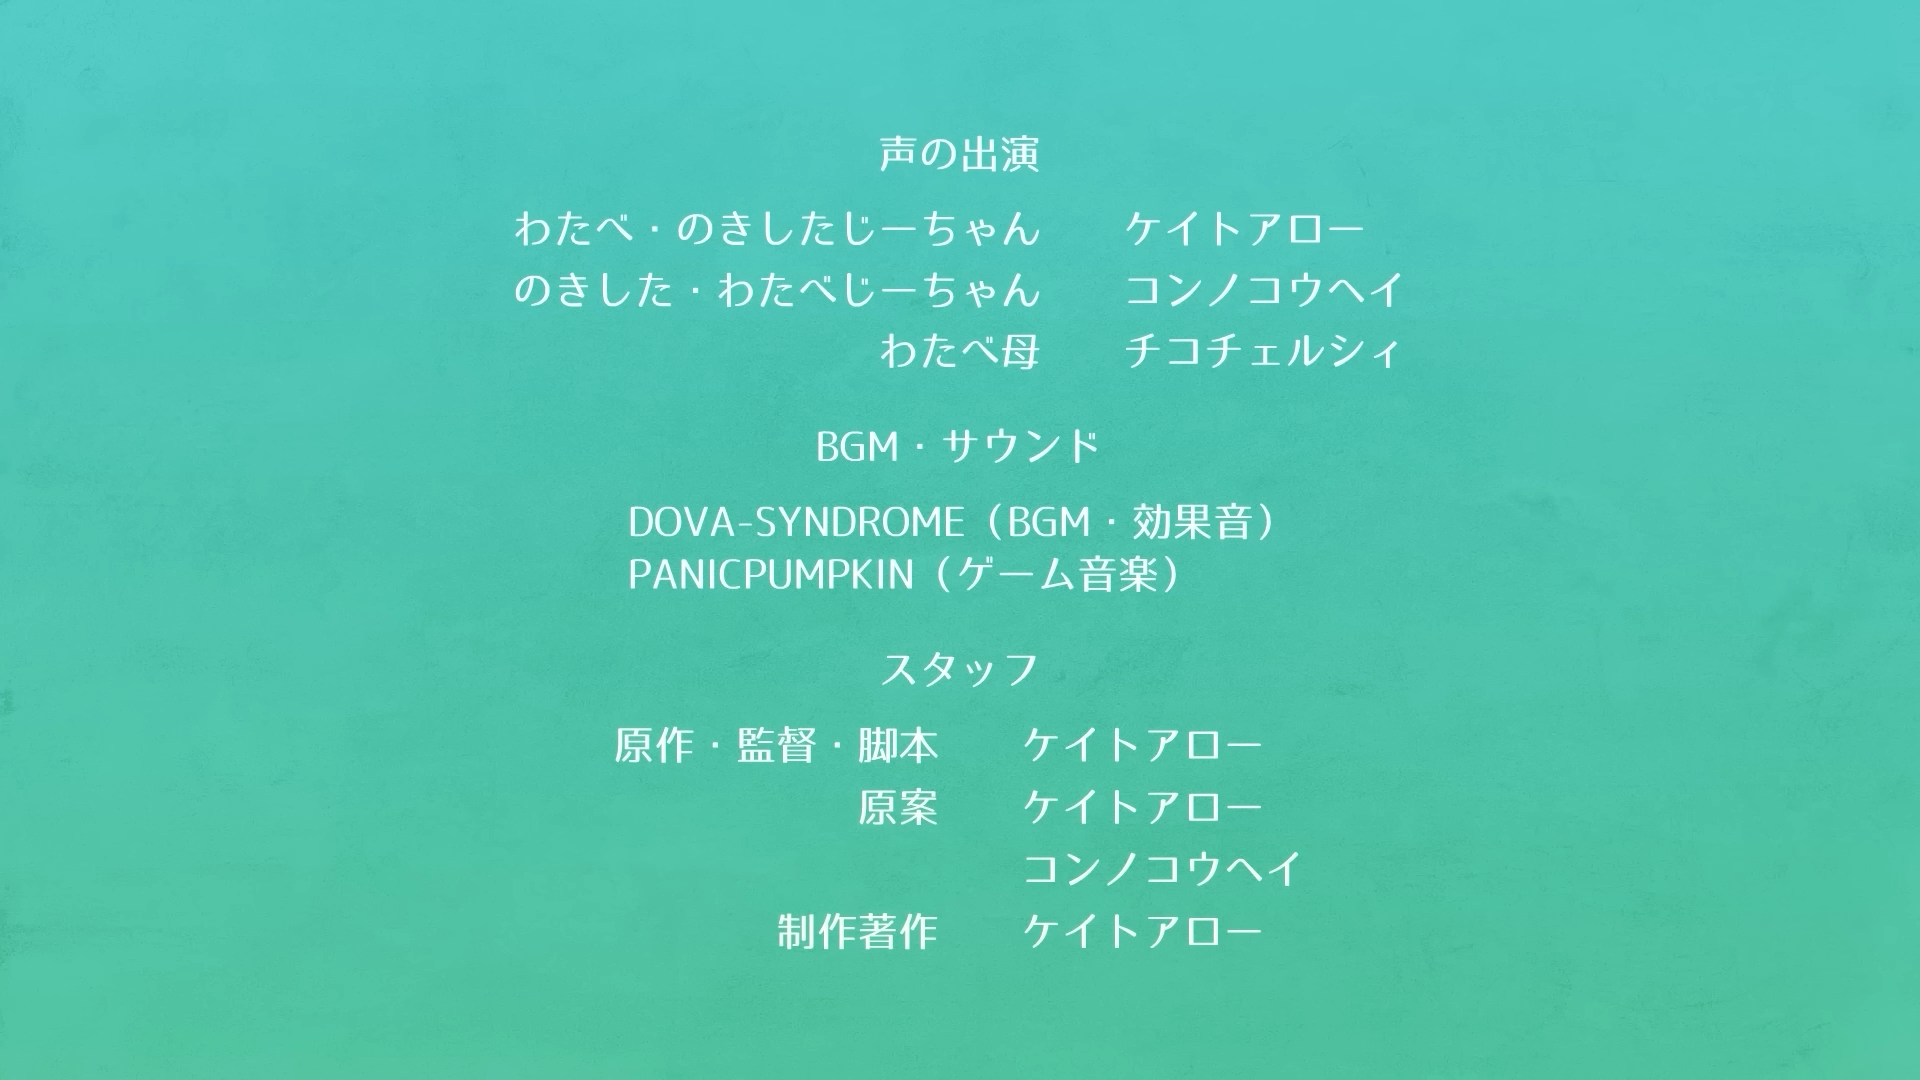 声の出演
わたべ・のきしたじーちゃん　ケイトアロー
のきした・わたべじーちゃん　コンノコウヘイ
わたべ母　チコチェルシィ
BGM・サウンド
DOVA-SYNDROME（BGM・効果音）
PANICPUMPKIN（ゲーム音楽）
スタッフ
原作・監督・脚本　ケイトアロー
原案　ケイトアロー
コンノコウヘイ
制作著作　ケイトアロー